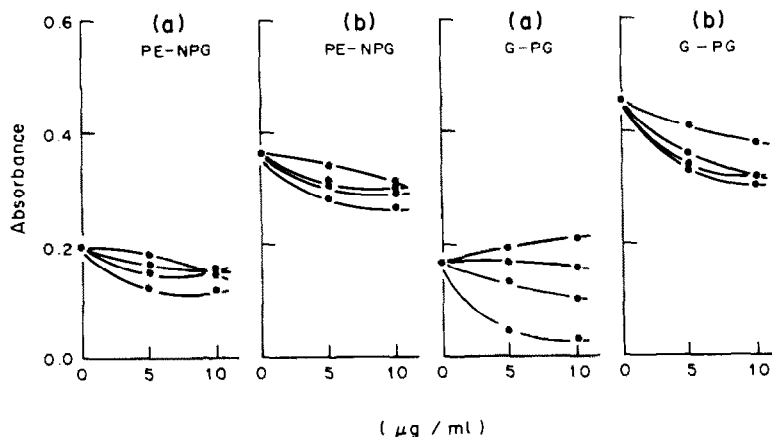 (a) (b) (a) (b)
PE-NPG PE-NPG G-PG G-PG
0.6
0.4
0.2
0.0
Absorbance
0 5 10 0 5 10 0 5 10 0 5 10
( μg / ml )